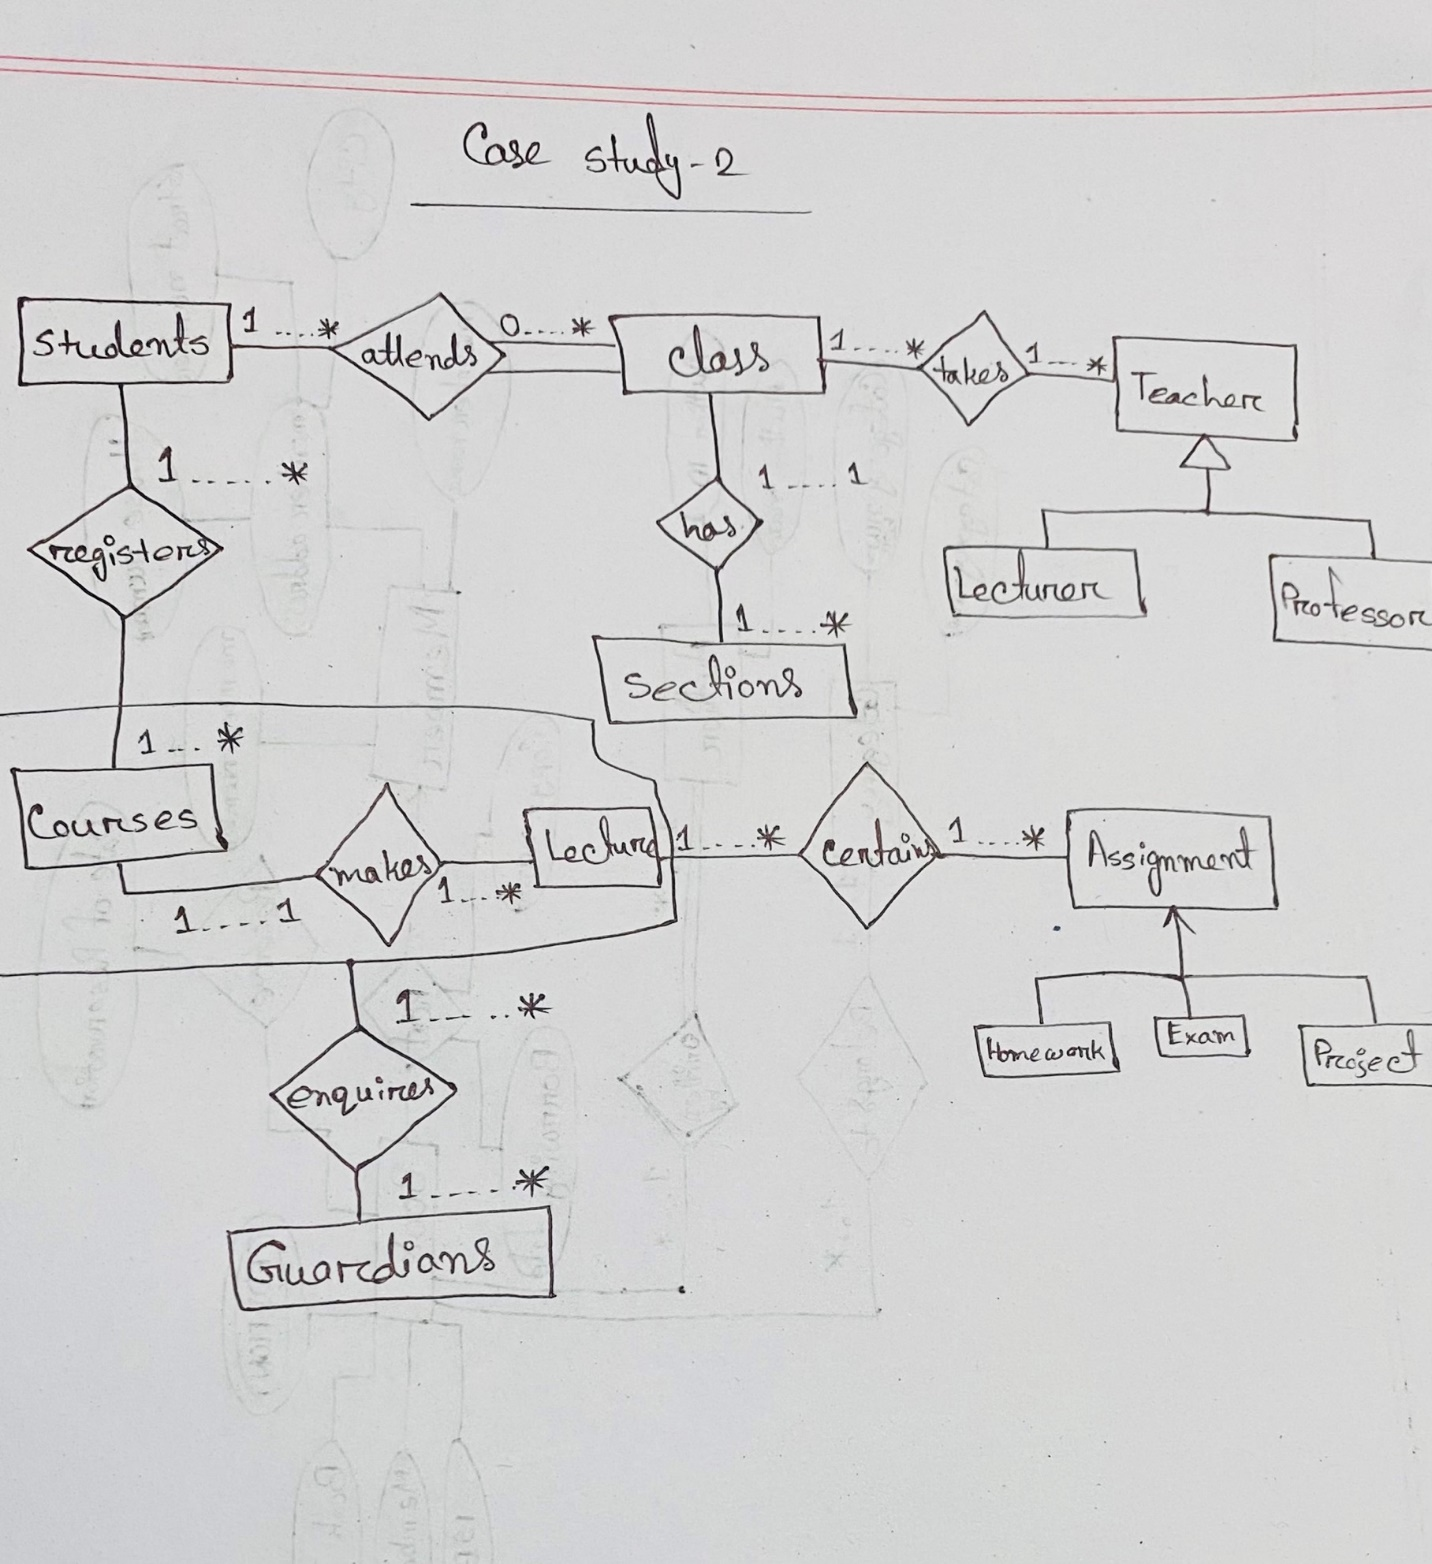 Case study-2
Students
1....*
attends
0....*
class
1....*
takes
1...*
Teacher
1......*
registers
1....1
has
1....*
Sections
Lecturer
Professor
1...*
Courses
1....1
makes
1...*
Lecture
1....*
certains
1....*
Assignment
Homework
Exam
Project
1.....*
enquires
1.....*
Guardians